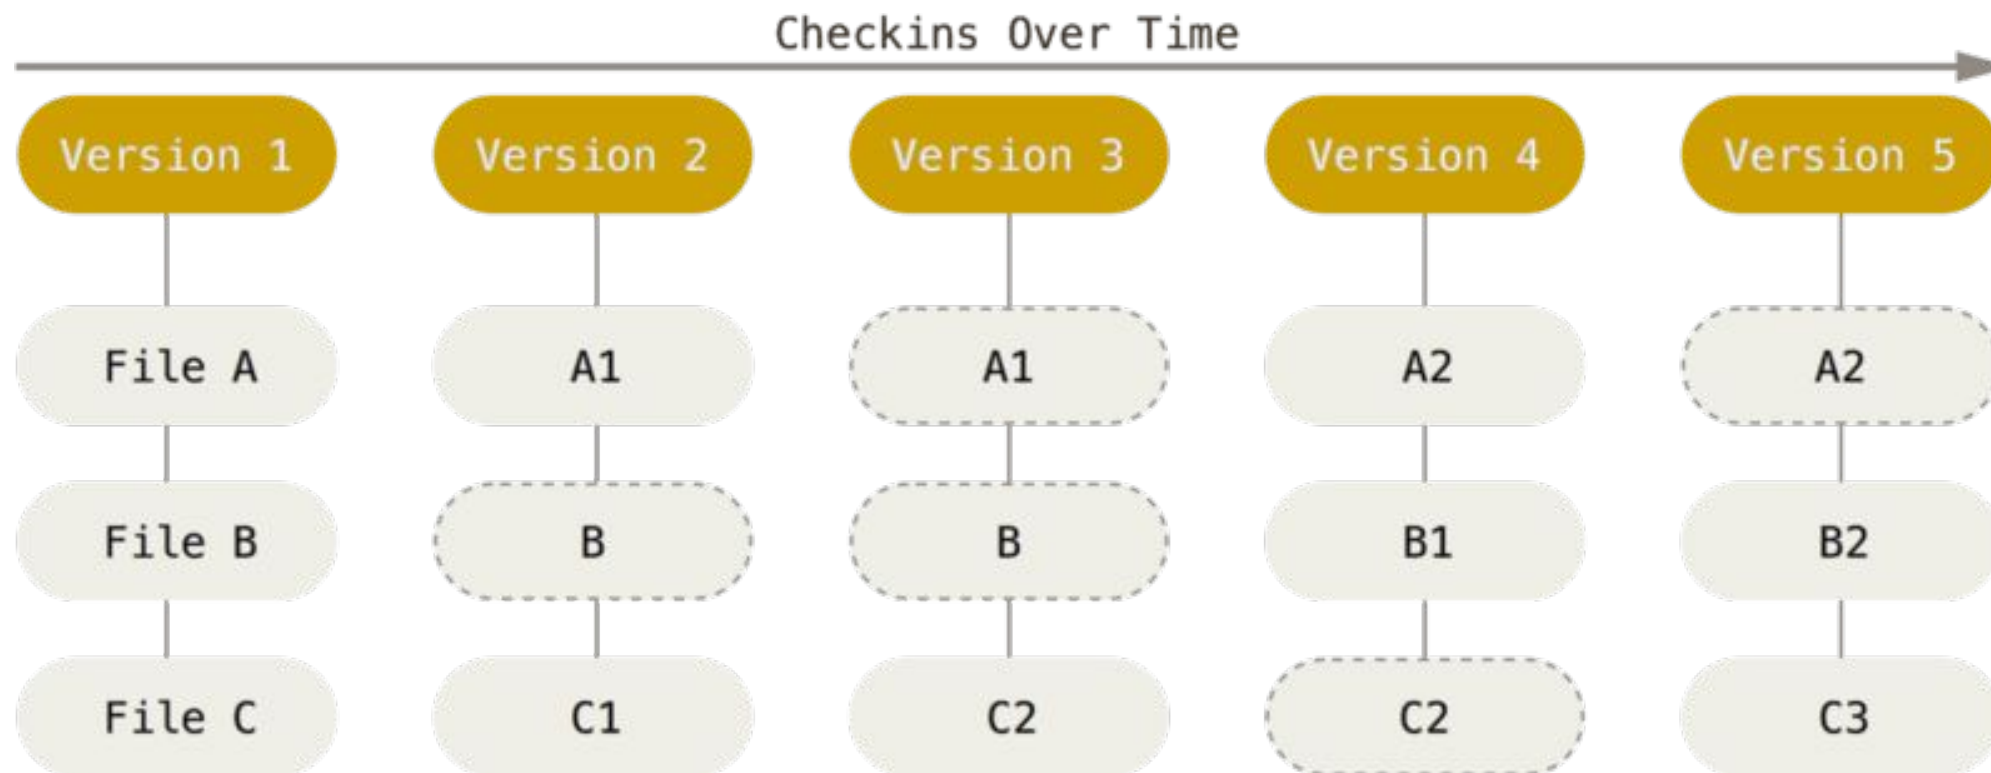 Checkins Over Time
Version 1 Version 2 Version 3 Version 4 Version 5
File A A1 A1 A2 A2
File B B B B1 B2
File C C1 C2 C2 C3